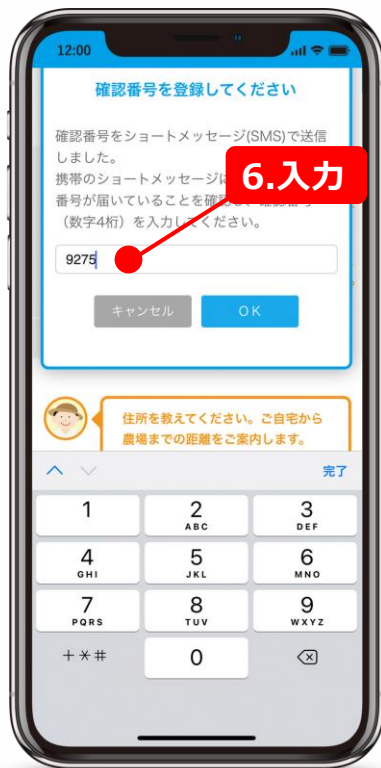 12:00
確認番号を登録してください
確認番号をショートメッセージ(SMS)で送信
しました。
携帯のショートメッセージに
6.入力
番号が届いていることを確認し、確認番号
（数字4桁）を入力してください。
9275
キャンセル
OK
住所を教えてください。ご自宅から
農場までの距離をご案内します。
完了
1
2
ABC
3
DEF
4
GHI
5
JKL
6
MNO
7
PQRS
8
TUV
9
WXYZ
+*#
0